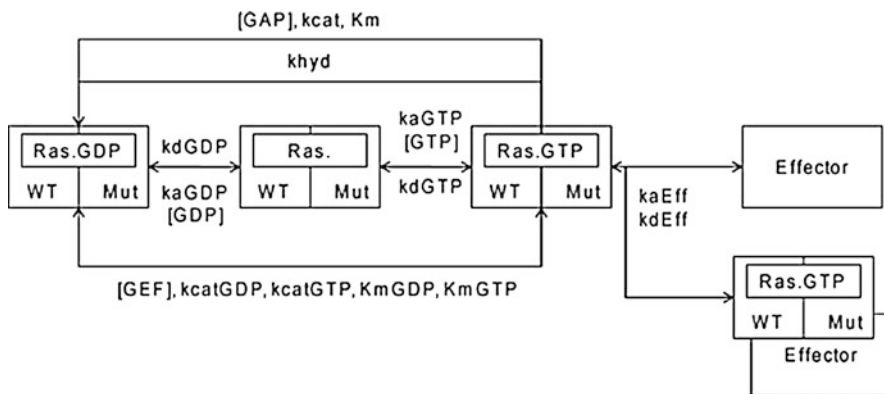 [GAP], kcat, Km
khyd
Ras.GDP
WT Mut
kdGDP
kaGDP
[GDP]
Ras.
WT Mut
kaGTP
[GTP]
kdGTP
Ras.GTP
WT Mut
Effector
kaEff
kdEff
[GEF], kcatGDP, kcatGTP, KmGDP, KmGTP
Ras.GTP
WT Mut
Effector